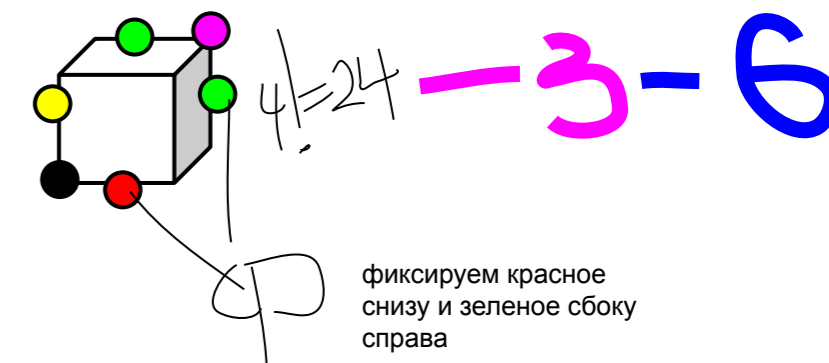 4!=24 — 3 - 6
фиксируем красное
снизу и зеленое сбоку
справа